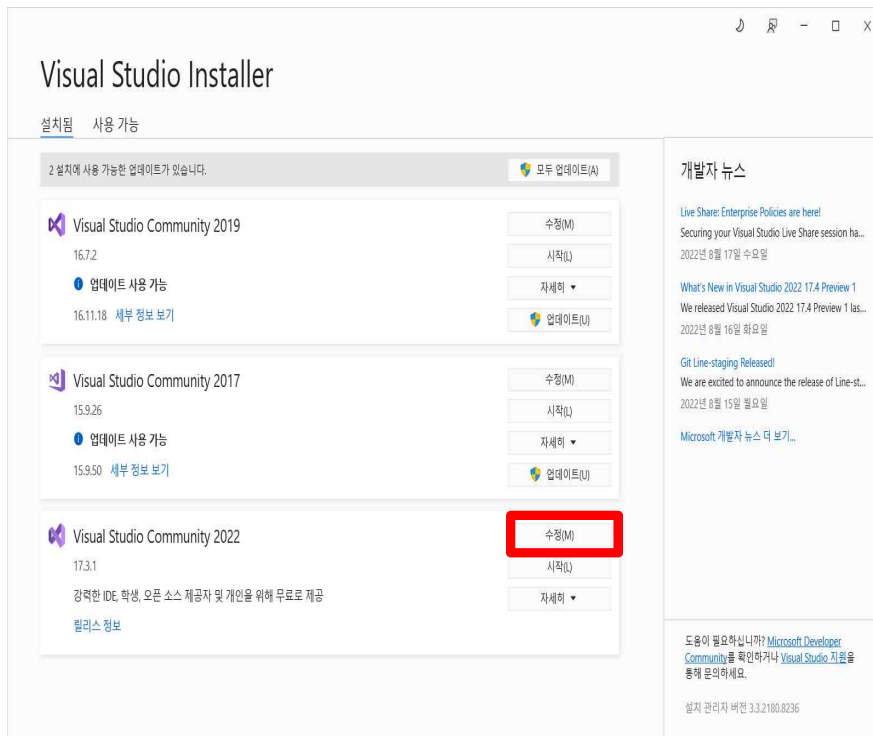 Visual Studio Installer
설치됨 사용 가능
2 설치에 사용 가능한 업데이트가 있습니다.
모두 업데이트(A)
Visual Studio Community 2019
수정(M)
16.7.2
시작(L)
업데이트 사용 가능
자세히
16.11.18 세부 정보 보기
업데이트(U)
Visual Studio Community 2017
수정(M)
15.9.26
시작(L)
업데이트 사용 가능
자세히
15.9.50 세부 정보 보기
업데이트(U)
Visual Studio Community 2022
수정(M)
17.3.1
시작(L)
강력한 IDE, 학생, 오픈 소스 제공자 및 개인을 위해 무료로 제공
자세히
릴리스 정보
개발자 뉴스
Live Share: Enterprise Policies are here!
Securing your Visual Studio Live Share session ha...
2022년 8월 17일 수요일
What's New in Visual Studio 2022 17.4 Preview 1
We released Visual Studio 2022 17.4 Preview 1 las...
2022년 8월 16일 화요일
Git Line-staging Released!
We are excited to announce the release of Line-st...
2022년 8월 15일 월요일
Microsoft 개발자 뉴스 더 보기...
도움이 필요하십니까? Microsoft Developer
Community를 확인하거나 Visual Studio 지원을
통해 문의하세요.
설치 관리자 버전 3.3.2180.8236